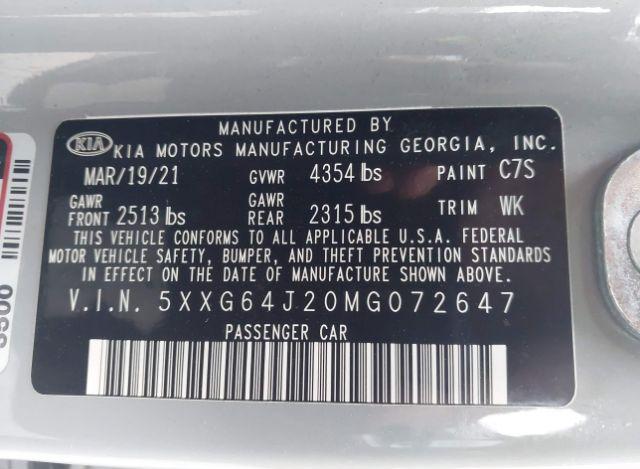 MANUFACTURED BY
KIA KIA MOTORS MANUFACTURING GEORGIA, INC.
MAR/19/21 GVWR 4354 lbs PAINT C7S
GAWR FRONT 2513 lbs GAWR REAR 2315 lbs TRIM WK
THIS VEHICLE CONFORMS TO ALL APPLICABLE U.S.A. FEDERAL
MOTOR VEHICLE SAFETY, BUMPER, AND THEFT PREVENTION STANDARDS
IN EFFECT ON THE DATE OF MANUFACTURE SHOWN ABOVE.
V.I.N. 5XXG64J20MG072647
PASSENGER CAR